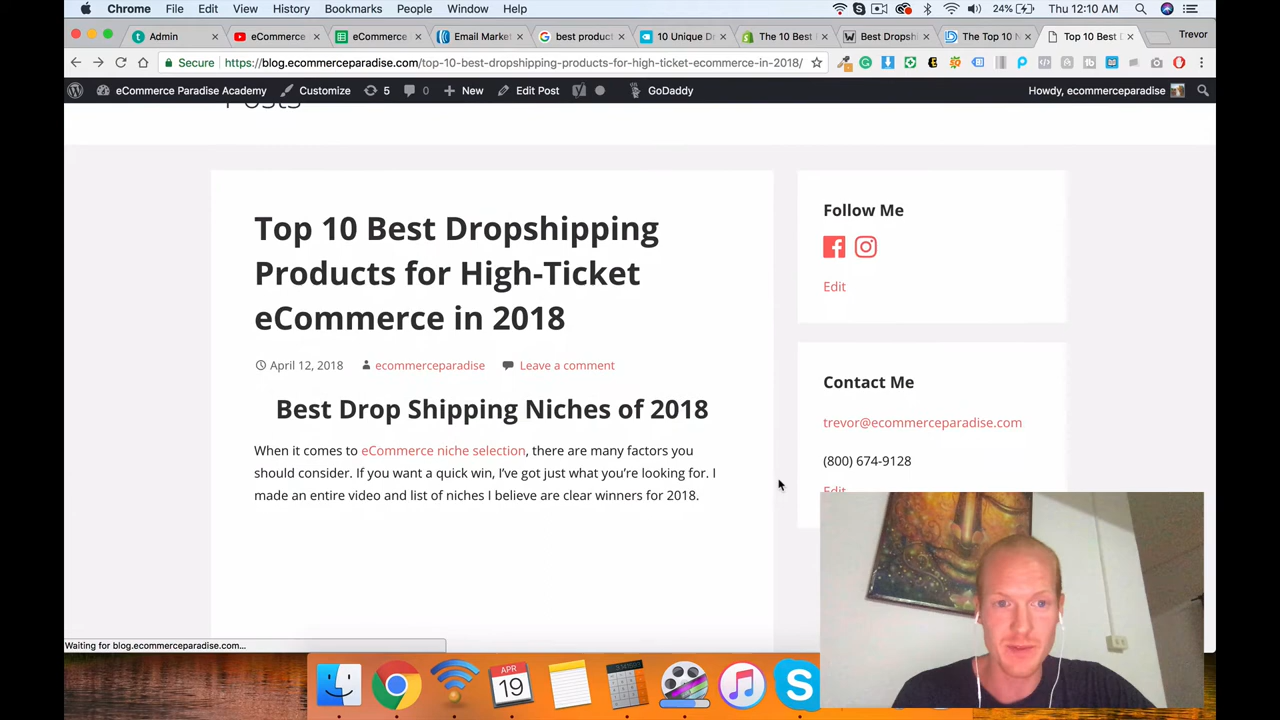 Chrome File Edit View History Bookmarks People Window Help 24% Thu 12:10 AM
Admin eCommerce eCommerce Email Market best product 10 Unique Dr The 10 Best Best Dropshi The Top 10 N Top 10 Best D Trevor
Secure https://blog.ecommerceparadise.com/top-10-best-dropshipping-products-for-high-ticket-ecommerce-in-2018/
eCommerce Paradise Academy Customize 5 0 New Edit Post GoDaddy Howdy, ecommerceparadise
Posts
Top 10 Best Dropshipping
Products for High-Ticket
eCommerce in 2018
April 12, 2018 ecommerceparadise Leave a comment
Best Drop Shipping Niches of 2018
When it comes to eCommerce niche selection, there are many factors you
should consider. If you want a quick win, I've got just what you're looking for. I
made an entire video and list of niches I believe are clear winners for 2018.
Follow Me
Edit
Contact Me
trevor@ecommerceparadise.com
(800) 674-9128
Edit
Waiting for blog.ecommerceparadise.com...
APR
19